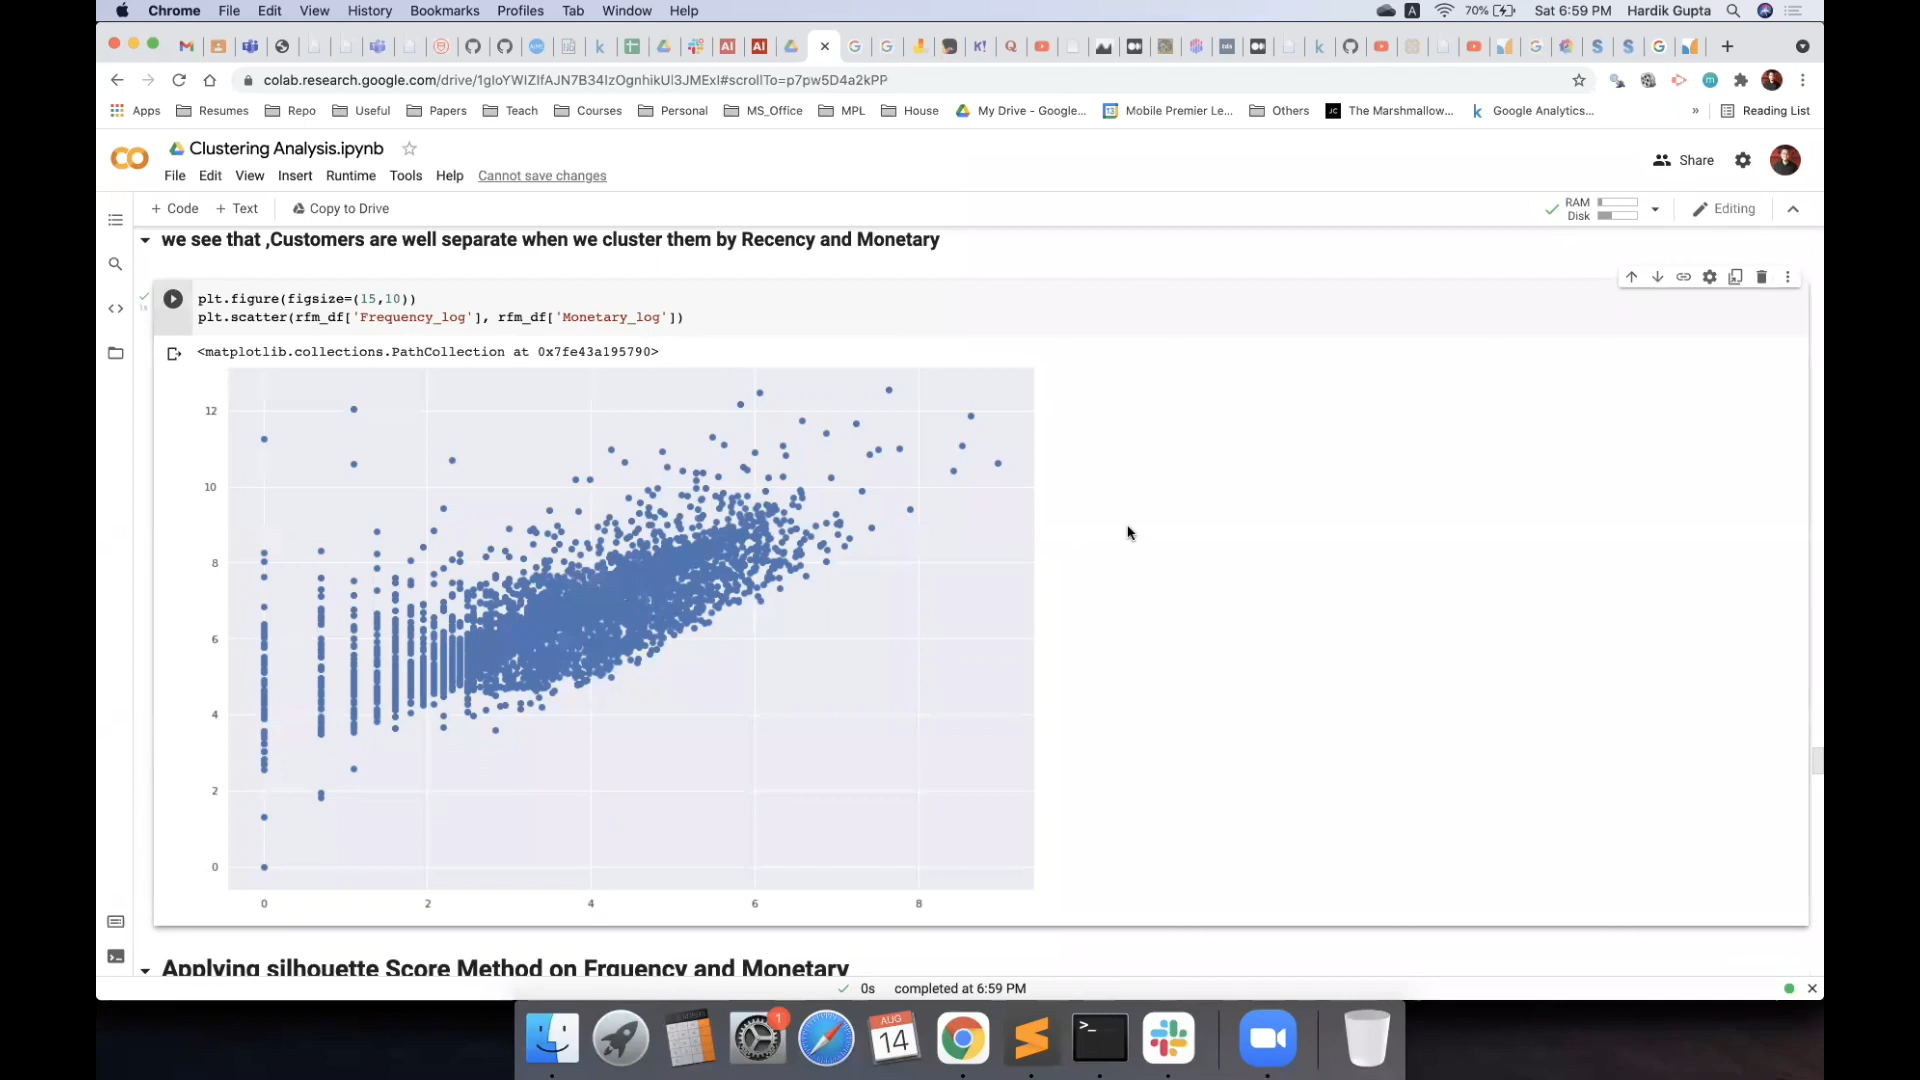 Chrome File Edit View History Bookmarks Profiles Tab Window Help
A 70% Sat 6:59 PM Hardik Gupta
colab.research.google.com/drive/1gIoYWIZIfAJN7B34IzOgnhikUl3JMExI#scrollTo=p7pw5D4a2kPP
Apps Resumes Repo Useful Papers Teach Courses Personal MS_Office MPL House My Drive - Google... Mobile Premier Le... Others The Marshmallow... Google Analytics... » Reading List
Clustering Analysis.ipynb
Share
File Edit View Insert Runtime Tools Help Cannot save changes
+ Code + Text Copy to Drive
RAM
Disk
Editing
we see that ,Customers are well separate when we cluster them by Recency and Monetary
1s
plt.figure(figsize=(15,10))
plt.scatter(rfm_df['Frequency_log'], rfm_df['Monetary_log'])
<matplotlib.collections.PathCollection at 0x7fe43a195790>
12
10
8
6
4
2
0
0 2 4 6 8
Applying silhouette Score Method on Frquency and Monetary
0s completed at 6:59 PM
1
AUG
14